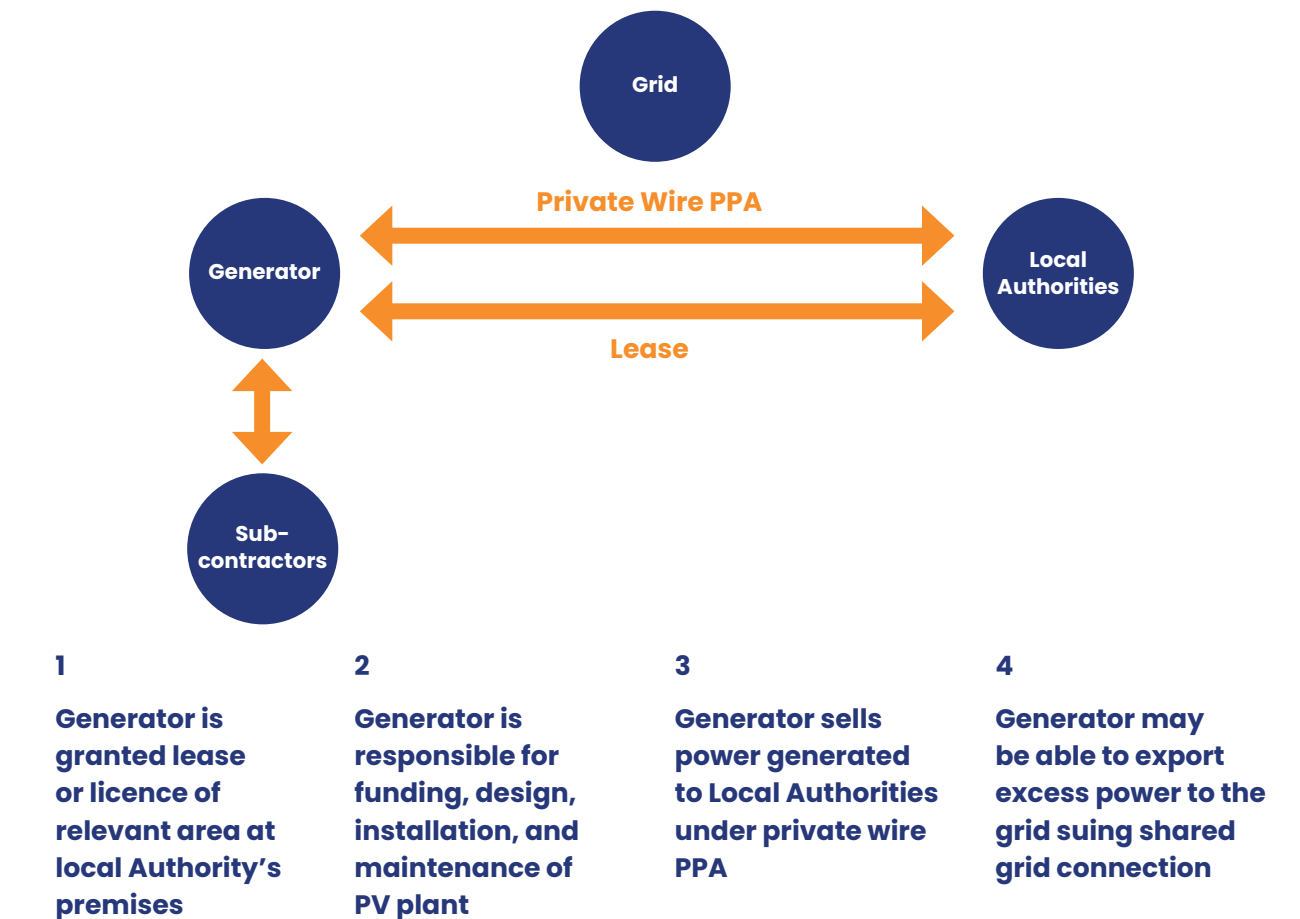 Grid
Private Wire PPA
Generator
Local
Authorities
Lease
Sub-
contractors
1
Generator is
granted lease
or licence of
relevant area at
local Authority's
premises
2
Generator is
responsible for
funding, design,
installation, and
maintenance of
PV plant
3
Generator sells
power generated
to Local Authorities
under private wire
PPA
4
Generator may
be able to export
excess power to the
grid suing shared
grid connection